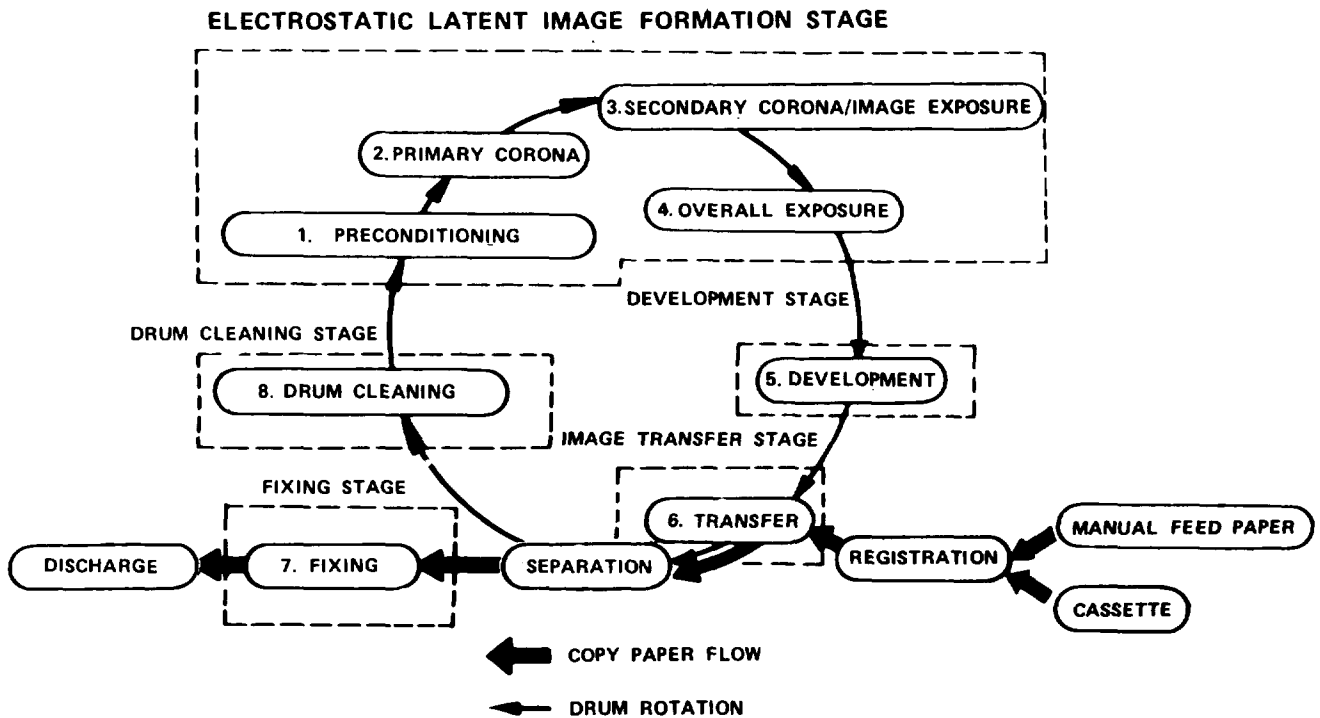 ELECTROSTATIC LATENT IMAGE FORMATION STAGE
3. SECONDARY CORONA/IMAGE EXPOSURE
2. PRIMARY CORONA
4. OVERALL EXPOSURE
1. PRECONDITIONING
DEVELOPMENT STAGE
DRUM CLEANING STAGE
5. DEVELOPMENT
8. DRUM CLEANING
IMAGE TRANSFER STAGE
FIXING STAGE
6. TRANSFER
MANUAL FEED PAPER
REGISTRATION
DISCHARGE
7. FIXING
SEPARATION
CASSETTE
COPY PAPER FLOW
DRUM ROTATION